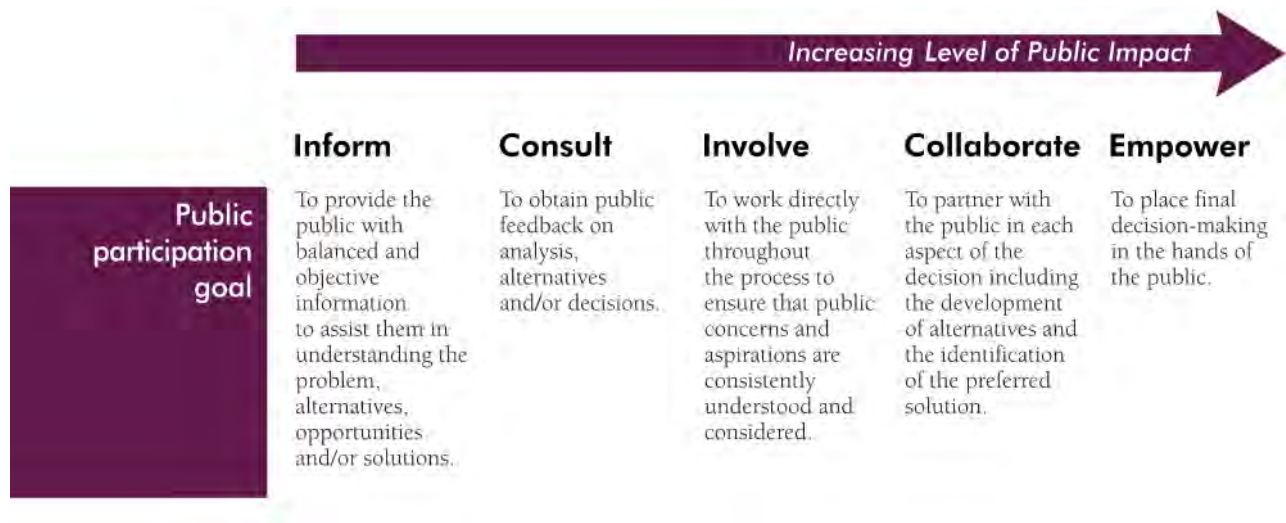 Increasing Level of Public Impact
Inform
Consult
Involve
Collaborate
Empower
Public
participation
goal
To provide the
public with
balanced and
objective
information
to assist them in
understanding the
problem,
alternatives,
opportunities
and/or solutions.
To obtain public
feedback on
analysis,
alternatives
and/or decisions.
To work directly
with the public
throughout
the process to
ensure that public
concerns and
aspirations are
consistently
understood and
considered.
To partner with
the public in each
aspect of the
decision including
the development
of alternatives and
the identification
of the preferred
solution.
To place final
decision-making
in the hands of
the public.